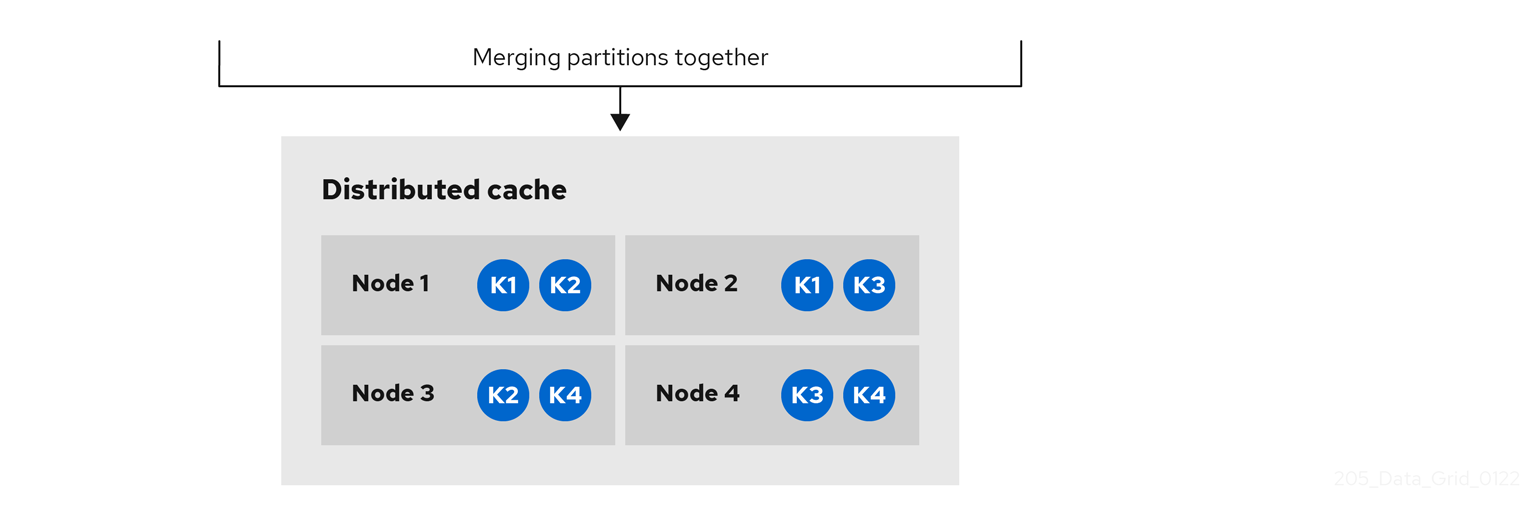 Merging partitions together
Distributed cache
Node 1 K1 K2
Node 2 K1 K3
Node 3 K2 K4
Node 4 K3 K4
205_Data_Grid_0122